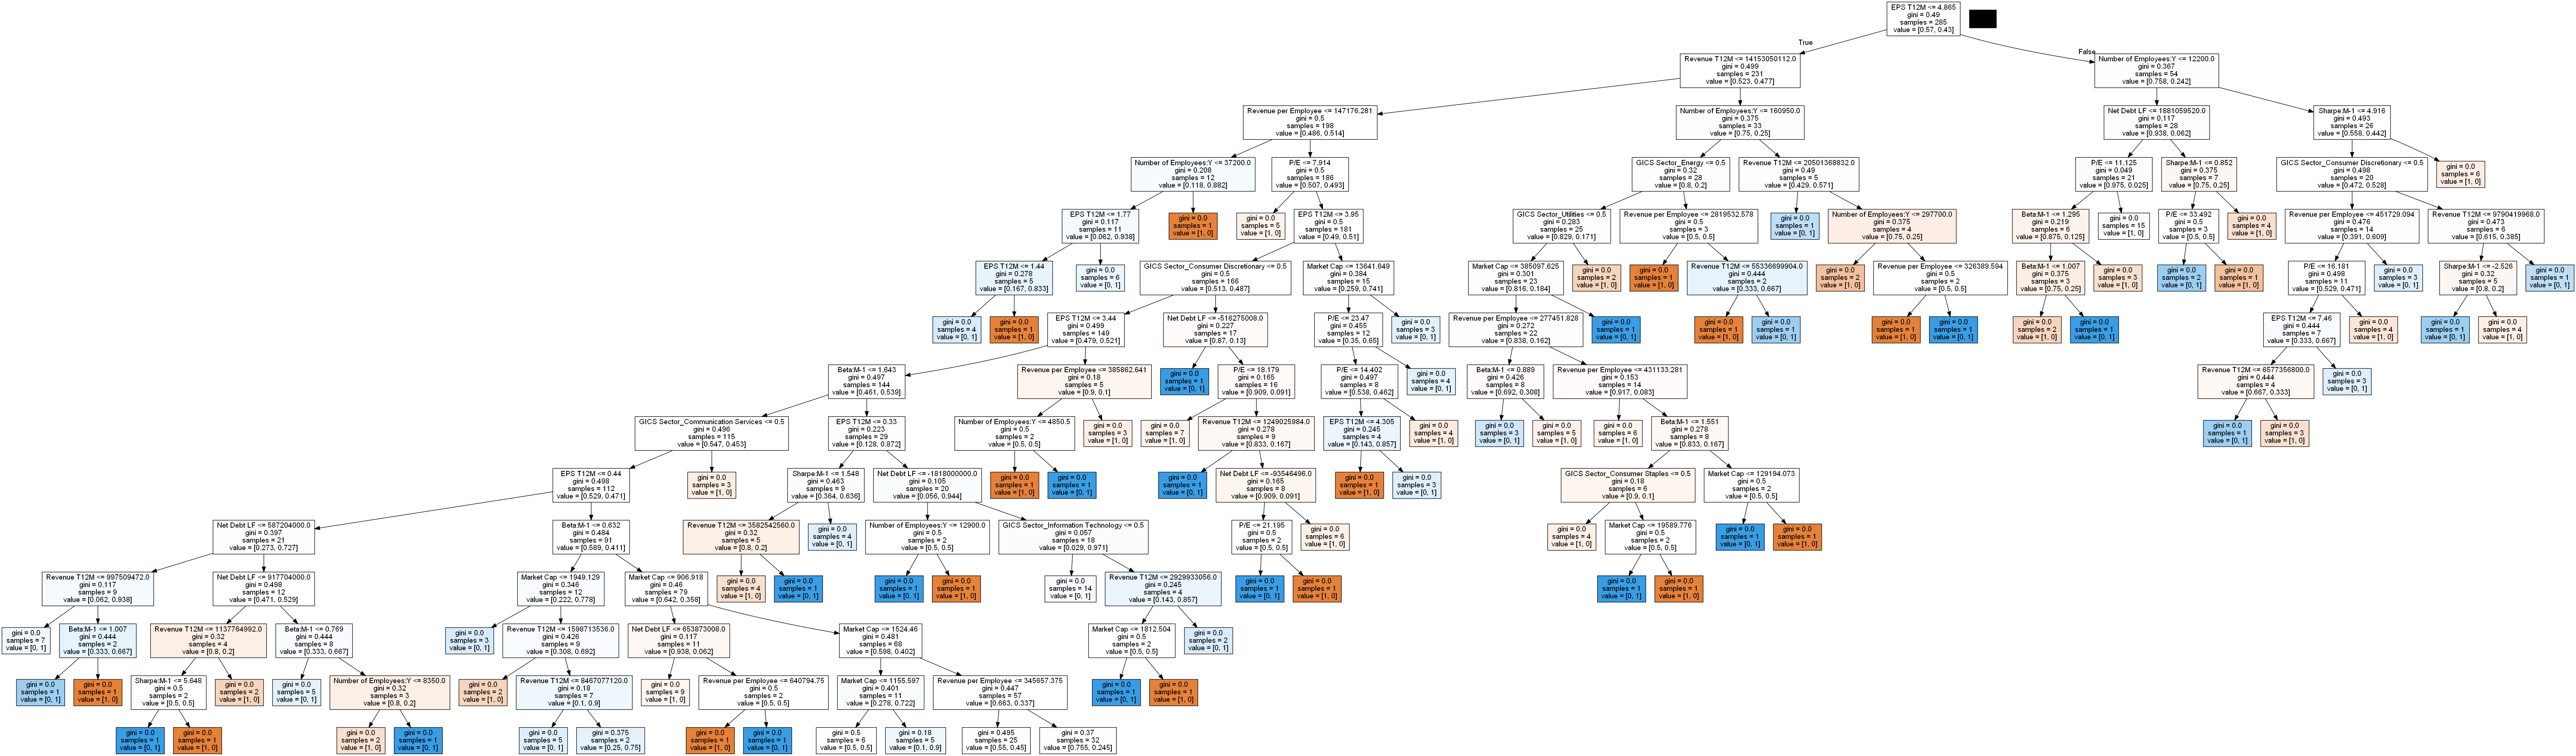 EPS T12M <= 4.865
gini = 0.49
samples = 285
value = [0.57, 0.43]
True
False
Revenue T12M <= 14153050112.0
gini = 0.499
samples = 231
value = [0.523, 0.477]
Number of Employees:Y <= 12200.0
gini = 0.367
samples = 54
value = [0.758, 0.242]
Revenue per Employee <= 147176.281
gini = 0.5
samples = 198
value = [0.486, 0.514]
Number of Employees:Y <= 160950.0
gini = 0.375
samples = 33
value = [0.75, 0.25]
Net Debt LF <= 1881059520.0
gini = 0.117
samples = 28
value = [0.938, 0.062]
Sharpe:M-1 <= 4.916
gini = 0.493
samples = 26
value = [0.558, 0.442]
Number of Employees:Y <= 37200.0
gini = 0.208
samples = 12
value = [0.118, 0.882]
P/E <= 7.914
gini = 0.5
samples = 186
value = [0.507, 0.493]
GICS Sector_Energy <= 0.5
gini = 0.32
samples = 28
value = [0.8, 0.2]
Revenue T12M <= 20501368832.0
gini = 0.49
samples = 5
value = [0.429, 0.571]
P/E <= 11.125
gini = 0.049
samples = 21
value = [0.975, 0.025]
Sharpe:M-1 <= 0.852
gini = 0.375
samples = 7
value = [0.75, 0.25]
GICS Sector_Consumer Discretionary <= 0.5
gini = 0.498
samples = 20
value = [0.472, 0.528]
gini = 0.0
samples = 6
value = [1, 0]
EPS T12M <= 1.77
gini = 0.117
samples = 11
value = [0.062, 0.938]
gini = 0.0
samples = 1
value = [1, 0]
gini = 0.0
samples = 5
value = [1, 0]
EPS T12M <= 3.95
gini = 0.5
samples = 181
value = [0.49, 0.51]
GICS Sector_Utilities <= 0.5
gini = 0.283
samples = 25
value = [0.829, 0.171]
Revenue per Employee <= 2819532.578
gini = 0.5
samples = 3
value = [0.5, 0.5]
gini = 0.0
samples = 1
value = [0, 1]
Number of Employees:Y <= 297700.0
gini = 0.375
samples = 4
value = [0.75, 0.25]
Beta:M-1 <= 1.295
gini = 0.219
samples = 6
value = [0.875, 0.125]
gini = 0.0
samples = 15
value = [1, 0]
P/E <= 33.492
gini = 0.5
samples = 3
value = [0.5, 0.5]
gini = 0.0
samples = 4
value = [1, 0]
Revenue per Employee <= 451729.094
gini = 0.476
samples = 14
value = [0.391, 0.609]
Revenue T12M <= 9790419968.0
gini = 0.473
samples = 6
value = [0.615, 0.385]
EPS T12M <= 1.44
gini = 0.278
samples = 5
value = [0.167, 0.833]
gini = 0.0
samples = 6
value = [0, 1]
GICS Sector_Consumer Discretionary <= 0.5
gini = 0.5
samples = 166
value = [0.513, 0.487]
Market Cap <= 13641.649
gini = 0.384
samples = 15
value = [0.259, 0.741]
Market Cap <= 385097.625
gini = 0.301
samples = 23
value = [0.816, 0.184]
gini = 0.0
samples = 2
value = [1, 0]
gini = 0.0
samples = 1
value = [1, 0]
Revenue T12M <= 55336699904.0
gini = 0.444
samples = 2
value = [0.333, 0.667]
gini = 0.0
samples = 2
value = [1, 0]
Revenue per Employee <= 326389.594
gini = 0.5
samples = 2
value = [0.5, 0.5]
Beta:M-1 <= 1.007
gini = 0.375
samples = 3
value = [0.75, 0.25]
gini = 0.0
samples = 3
value = [1, 0]
gini = 0.0
samples = 2
value = [0, 1]
gini = 0.0
samples = 1
value = [1, 0]
P/E <= 16.181
gini = 0.498
samples = 11
value = [0.529, 0.471]
gini = 0.0
samples = 3
value = [0, 1]
Sharpe:M-1 <= -2.526
gini = 0.32
samples = 5
value = [0.8, 0.2]
gini = 0.0
samples = 1
value = [0, 1]
gini = 0.0
samples = 4
value = [0, 1]
gini = 0.0
samples = 1
value = [1, 0]
EPS T12M <= 3.44
gini = 0.499
samples = 149
value = [0.479, 0.521]
Net Debt LF <= -516275008.0
gini = 0.227
samples = 17
value = [0.87, 0.13]
P/E <= 23.47
gini = 0.455
samples = 12
value = [0.35, 0.65]
gini = 0.0
samples = 3
value = [0, 1]
Revenue per Employee <= 277451.828
gini = 0.272
samples = 22
value = [0.838, 0.162]
gini = 0.0
samples = 1
value = [0, 1]
gini = 0.0
samples = 1
value = [1, 0]
gini = 0.0
samples = 1
value = [0, 1]
gini = 0.0
samples = 1
value = [1, 0]
gini = 0.0
samples = 1
value = [0, 1]
gini = 0.0
samples = 2
value = [1, 0]
gini = 0.0
samples = 1
value = [0, 1]
EPS T12M <= 7.46
gini = 0.444
samples = 7
value = [0.333, 0.667]
gini = 0.0
samples = 4
value = [1, 0]
gini = 0.0
samples = 1
value = [0, 1]
gini = 0.0
samples = 4
value = [1, 0]
Beta:M-1 <= 1.643
gini = 0.497
samples = 144
value = [0.461, 0.539]
Revenue per Employee <= 385862.641
gini = 0.18
samples = 5
value = [0.9, 0.1]
gini = 0.0
samples = 1
value = [0, 1]
P/E <= 18.179
gini = 0.165
samples = 16
value = [0.909, 0.091]
P/E <= 14.402
gini = 0.497
samples = 8
value = [0.538, 0.462]
gini = 0.0
samples = 4
value = [0, 1]
Beta:M-1 <= 0.889
gini = 0.426
samples = 8
value = [0.692, 0.308]
Revenue per Employee <= 431133.281
gini = 0.153
samples = 14
value = [0.917, 0.083]
Revenue T12M <= 6577356800.0
gini = 0.444
samples = 4
value = [0.667, 0.333]
gini = 0.0
samples = 3
value = [0, 1]
GICS Sector_Communication Services <= 0.5
gini = 0.496
samples = 115
value = [0.547, 0.453]
EPS T12M <= 0.33
gini = 0.223
samples = 29
value = [0.128, 0.872]
Number of Employees:Y <= 4850.5
gini = 0.5
samples = 2
value = [0.5, 0.5]
gini = 0.0
samples = 3
value = [1, 0]
gini = 0.0
samples = 7
value = [1, 0]
Revenue T12M <= 1249025984.0
gini = 0.278
samples = 9
value = [0.833, 0.167]
EPS T12M <= 4.305
gini = 0.245
samples = 4
value = [0.143, 0.857]
gini = 0.0
samples = 4
value = [1, 0]
gini = 0.0
samples = 3
value = [0, 1]
gini = 0.0
samples = 5
value = [1, 0]
gini = 0.0
samples = 6
value = [1, 0]
Beta:M-1 <= 1.551
gini = 0.278
samples = 8
value = [0.833, 0.167]
gini = 0.0
samples = 1
value = [0, 1]
gini = 0.0
samples = 3
value = [1, 0]
EPS T12M <= 0.44
gini = 0.498
samples = 112
value = [0.529, 0.471]
gini = 0.0
samples = 3
value = [1, 0]
Sharpe:M-1 <= 1.548
gini = 0.463
samples = 9
value = [0.364, 0.636]
Net Debt LF <= -1818000000.0
gini = 0.105
samples = 20
value = [0.056, 0.944]
gini = 0.0
samples = 1
value = [1, 0]
gini = 0.0
samples = 1
value = [0, 1]
gini = 0.0
samples = 1
value = [0, 1]
Net Debt LF <= -93546496.0
gini = 0.165
samples = 8
value = [0.909, 0.091]
gini = 0.0
samples = 1
value = [1, 0]
gini = 0.0
samples = 3
value = [0, 1]
GICS Sector_Consumer Staples <= 0.5
gini = 0.18
samples = 6
value = [0.9, 0.1]
Market Cap <= 129194.073
gini = 0.5
samples = 2
value = [0.5, 0.5]
Net Debt LF <= 587204000.0
gini = 0.397
samples = 21
value = [0.273, 0.727]
Beta:M-1 <= 0.632
gini = 0.484
samples = 91
value = [0.589, 0.411]
Revenue T12M <= 3582542560.0
gini = 0.32
samples = 5
value = [0.8, 0.2]
gini = 0.0
samples = 4
value = [0, 1]
Number of Employees:Y <= 12900.0
gini = 0.5
samples = 2
value = [0.5, 0.5]
GICS Sector_Information Technology <= 0.5
gini = 0.057
samples = 18
value = [0.029, 0.971]
P/E <= 21.195
gini = 0.5
samples = 2
value = [0.5, 0.5]
gini = 0.0
samples = 6
value = [1, 0]
gini = 0.0
samples = 4
value = [1, 0]
Market Cap <= 19589.776
gini = 0.5
samples = 2
value = [0.5, 0.5]
gini = 0.0
samples = 1
value = [0, 1]
gini = 0.0
samples = 1
value = [1, 0]
Revenue T12M <= 997509472.0
gini = 0.117
samples = 9
value = [0.062, 0.938]
Net Debt LF <= 917704000.0
gini = 0.498
samples = 12
value = [0.471, 0.529]
Market Cap <= 1949.129
gini = 0.346
samples = 12
value = [0.222, 0.778]
Market Cap <= 906.918
gini = 0.46
samples = 79
value = [0.642, 0.358]
gini = 0.0
samples = 4
value = [1, 0]
gini = 0.0
samples = 1
value = [0, 1]
gini = 0.0
samples = 1
value = [0, 1]
gini = 0.0
samples = 1
value = [1, 0]
gini = 0.0
samples = 14
value = [0, 1]
Revenue T12M <= 2929933056.0
gini = 0.245
samples = 4
value = [0.143, 0.857]
gini = 0.0
samples = 1
value = [0, 1]
gini = 0.0
samples = 1
value = [1, 0]
gini = 0.0
samples = 1
value = [0, 1]
gini = 0.0
samples = 1
value = [1, 0]
gini = 0.0
samples = 7
value = [0, 1]
Beta:M-1 <= 1.007
gini = 0.444
samples = 2
value = [0.333, 0.667]
Revenue T12M <= 1137764992.0
gini = 0.32
samples = 4
value = [0.8, 0.2]
Beta:M-1 <= 0.769
gini = 0.444
samples = 8
value = [0.333, 0.667]
gini = 0.0
samples = 3
value = [0, 1]
Revenue T12M <= 1598713536.0
gini = 0.426
samples = 9
value = [0.308, 0.692]
Net Debt LF <= 653873008.0
gini = 0.117
samples = 11
value = [0.938, 0.062]
Market Cap <= 1524.46
gini = 0.481
samples = 68
value = [0.598, 0.402]
Market Cap <= 1812.504
gini = 0.5
samples = 2
value = [0.5, 0.5]
gini = 0.0
samples = 2
value = [0, 1]
gini = 0.0
samples = 1
value = [0, 1]
gini = 0.0
samples = 1
value = [1, 0]
Sharpe:M-1 <= 5.648
gini = 0.5
samples = 2
value = [0.5, 0.5]
gini = 0.0
samples = 2
value = [1, 0]
gini = 0.0
samples = 5
value = [0, 1]
Number of Employees:Y <= 8350.0
gini = 0.32
samples = 3
value = [0.8, 0.2]
gini = 0.0
samples = 2
value = [1, 0]
Revenue T12M <= 8467077120.0
gini = 0.18
samples = 7
value = [0.1, 0.9]
gini = 0.0
samples = 9
value = [1, 0]
Revenue per Employee <= 640794.75
gini = 0.5
samples = 2
value = [0.5, 0.5]
Market Cap <= 1155.597
gini = 0.401
samples = 11
value = [0.278, 0.722]
Revenue per Employee <= 345657.375
gini = 0.447
samples = 57
value = [0.663, 0.337]
gini = 0.0
samples = 1
value = [0, 1]
gini = 0.0
samples = 1
value = [1, 0]
gini = 0.0
samples = 1
value = [0, 1]
gini = 0.0
samples = 1
value = [1, 0]
gini = 0.0
samples = 2
value = [1, 0]
gini = 0.0
samples = 1
value = [0, 1]
gini = 0.0
samples = 5
value = [0, 1]
gini = 0.375
samples = 2
value = [0.25, 0.75]
gini = 0.0
samples = 1
value = [1, 0]
gini = 0.0
samples = 1
value = [0, 1]
gini = 0.5
samples = 6
value = [0.5, 0.5]
gini = 0.18
samples = 5
value = [0.1, 0.9]
gini = 0.495
samples = 25
value = [0.55, 0.45]
gini = 0.37
samples = 32
value = [0.755, 0.245]